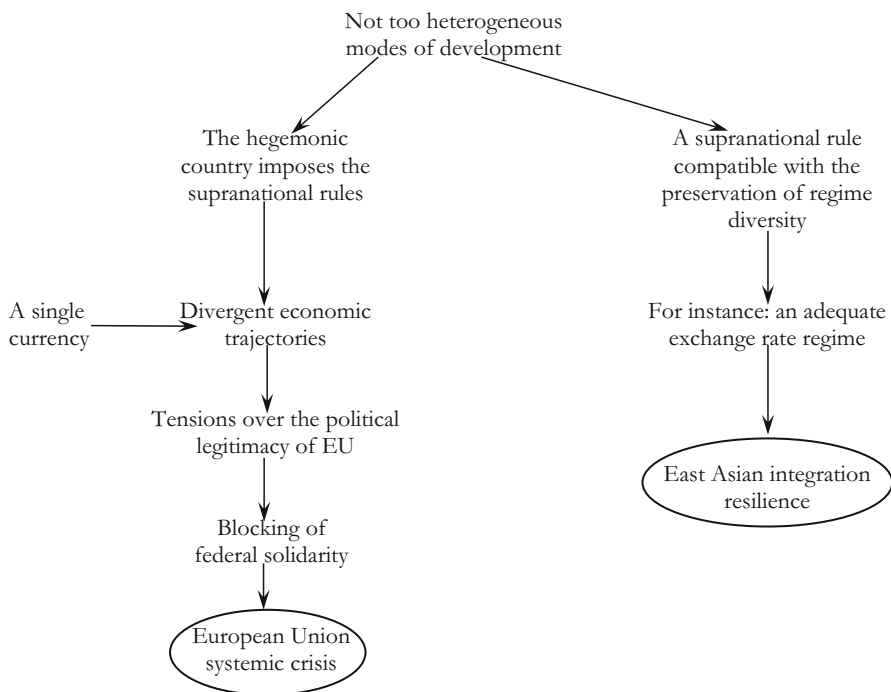 Not too heterogeneous
modes of development
The hegemonic
country imposes the
supranational rules
A supranational rule
compatible with the
preservation of regime
diversity
A single
currency
Divergent economic
trajectories
For instance: an adequate
exchange rate regime
Tensions over the political
legitimacy of EU
East Asian integration
resilience
Blocking of
federal solidarity
European Union
systemic crisis